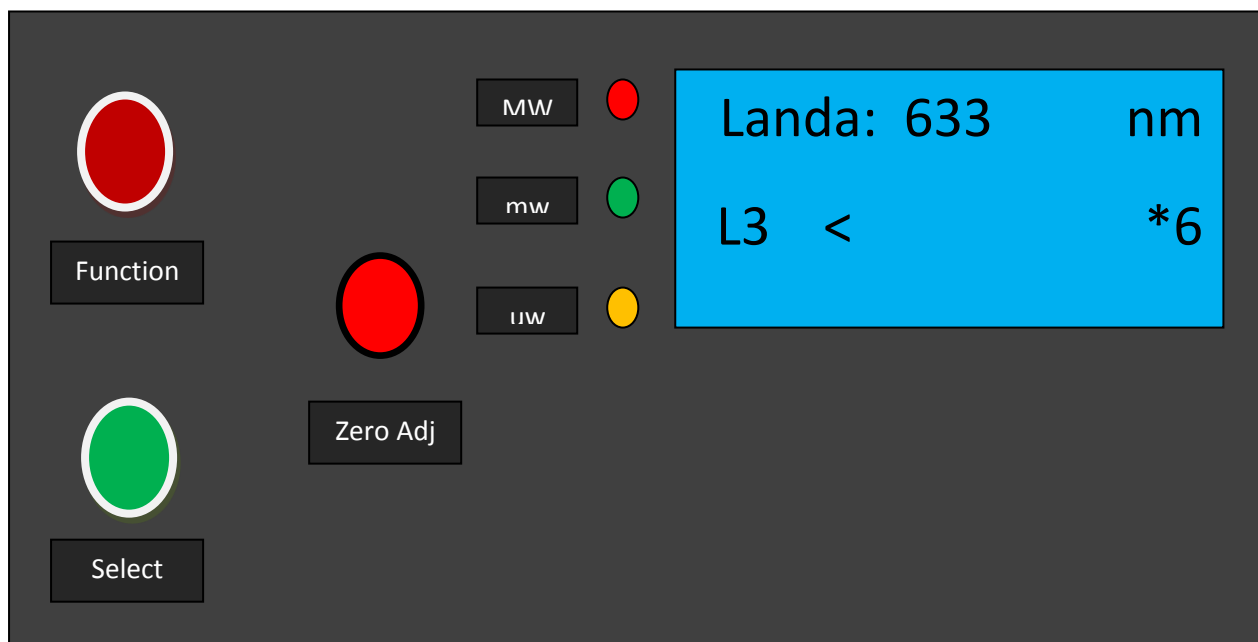 Function
Select
Zero Adj
MW
mw
uw
Landa: 633 nm
L3 < *6